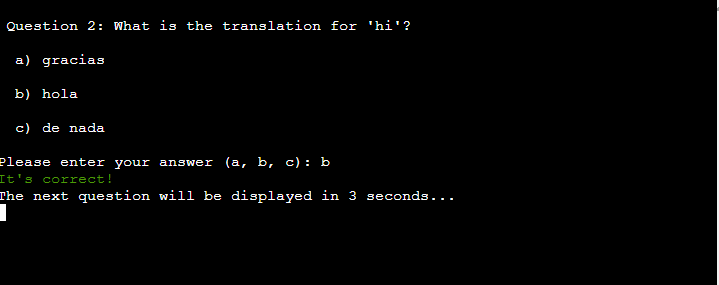 Question 2: What is the translation for 'hi'?
a) gracias
b) hola
c) de nada
Please enter your answer (a, b, c): b
It's correct!
The next question will be displayed in 3 seconds...